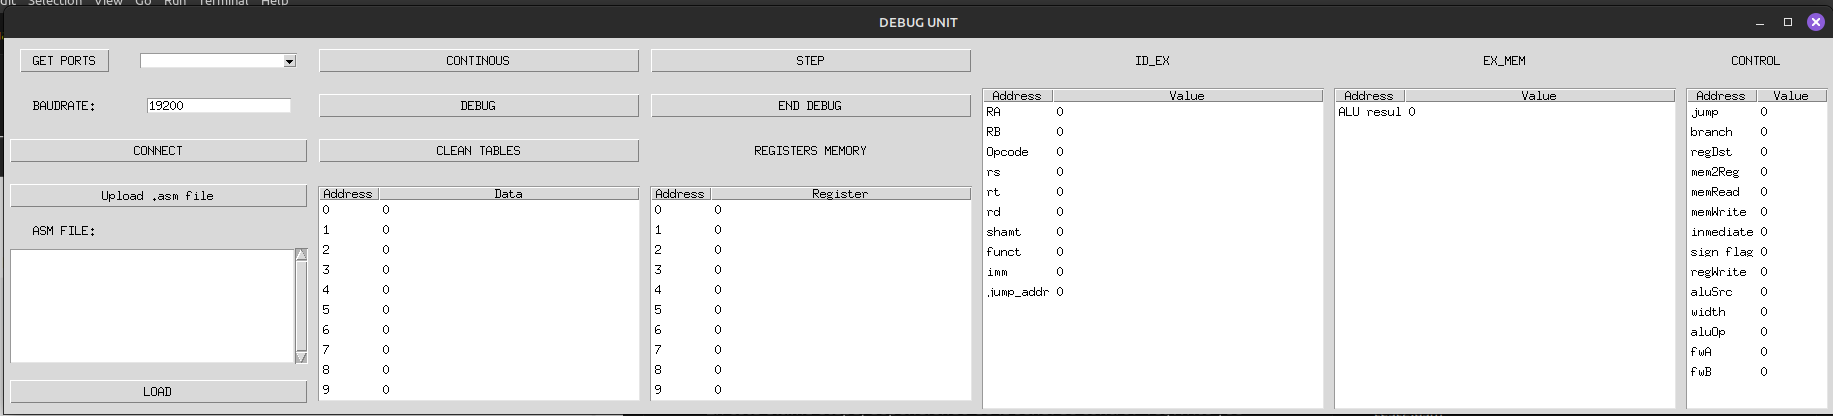 dit Selection View Go Run Terminal Help
DEBUG UNIT
GET PORTS CONTINOUS STEP ID_EX EX_MEM CONTROL
BAUDRATE: 19200 DEBUG END DEBUG
CONNECT CLEAN TABLES REGISTERS MEMORY
Upload .asm file
ASM FILE:
LOAD
Address Data
0 0
1 0
2 0
3 0
4 0
5 0
6 0
7 0
8 0
9 0
Address Register
0 0
1 0
2 0
3 0
4 0
5 0
6 0
7 0
8 0
9 0
Address Value
RA 0
RB 0
Opcode 0
rs 0
rt 0
rd 0
shamt 0
funct 0
imm 0
jump_addr 0
Address Value
ALU resul 0
Address Value
jump 0
branch 0
regDst 0
mem2Reg 0
memRead 0
memWrite 0
inmediate 0
sign flag 0
regWrite 0
aluSrc 0
width 0
aluOp 0
fwA 0
fwB 0